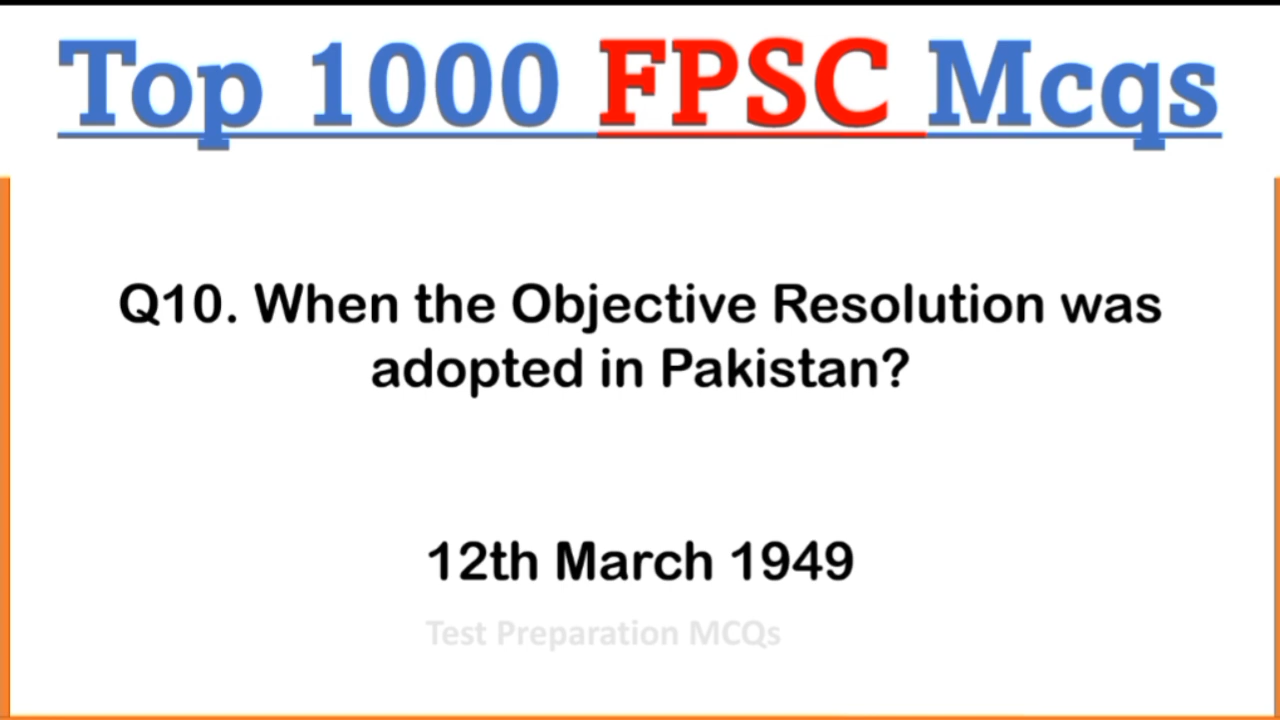 Top 1000 FPSC Mcqs
Q10. When the Objective Resolution was
adopted in Pakistan?
12th March 1949
Test Preparation MCQs